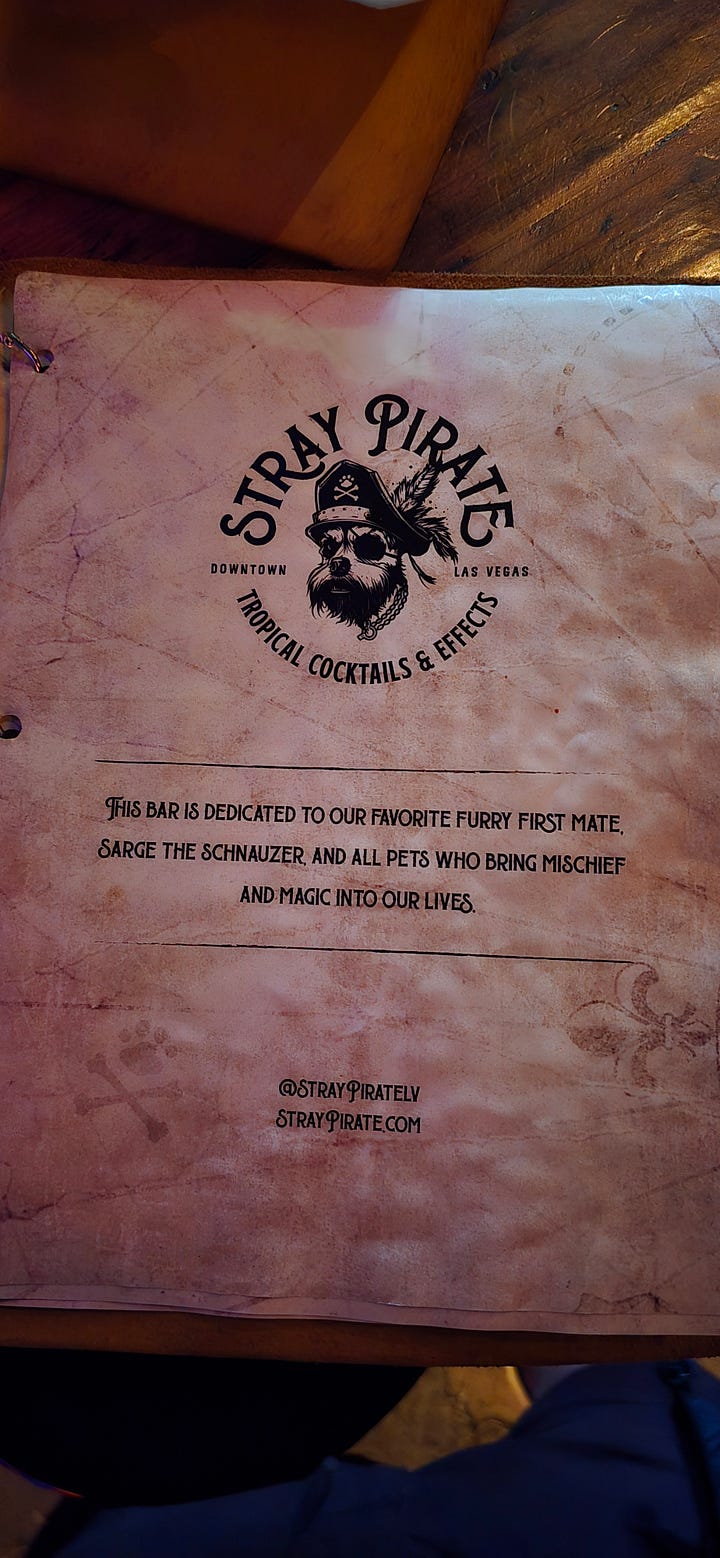 STRAY PIRATE
DOWNTOWN LAS VEGAS
TROPICAL COCKTAILS & EFFECTS
THIS BAR IS DEDICATED TO OUR FAVORITE FURRY FIRST MATE,
SARGE THE SCHNAUZER, AND ALL PETS WHO BRING MISCHIEF
AND MAGIC INTO OUR LIVES.
@STRAYPIRATELV
STRAYPIRATE.COM